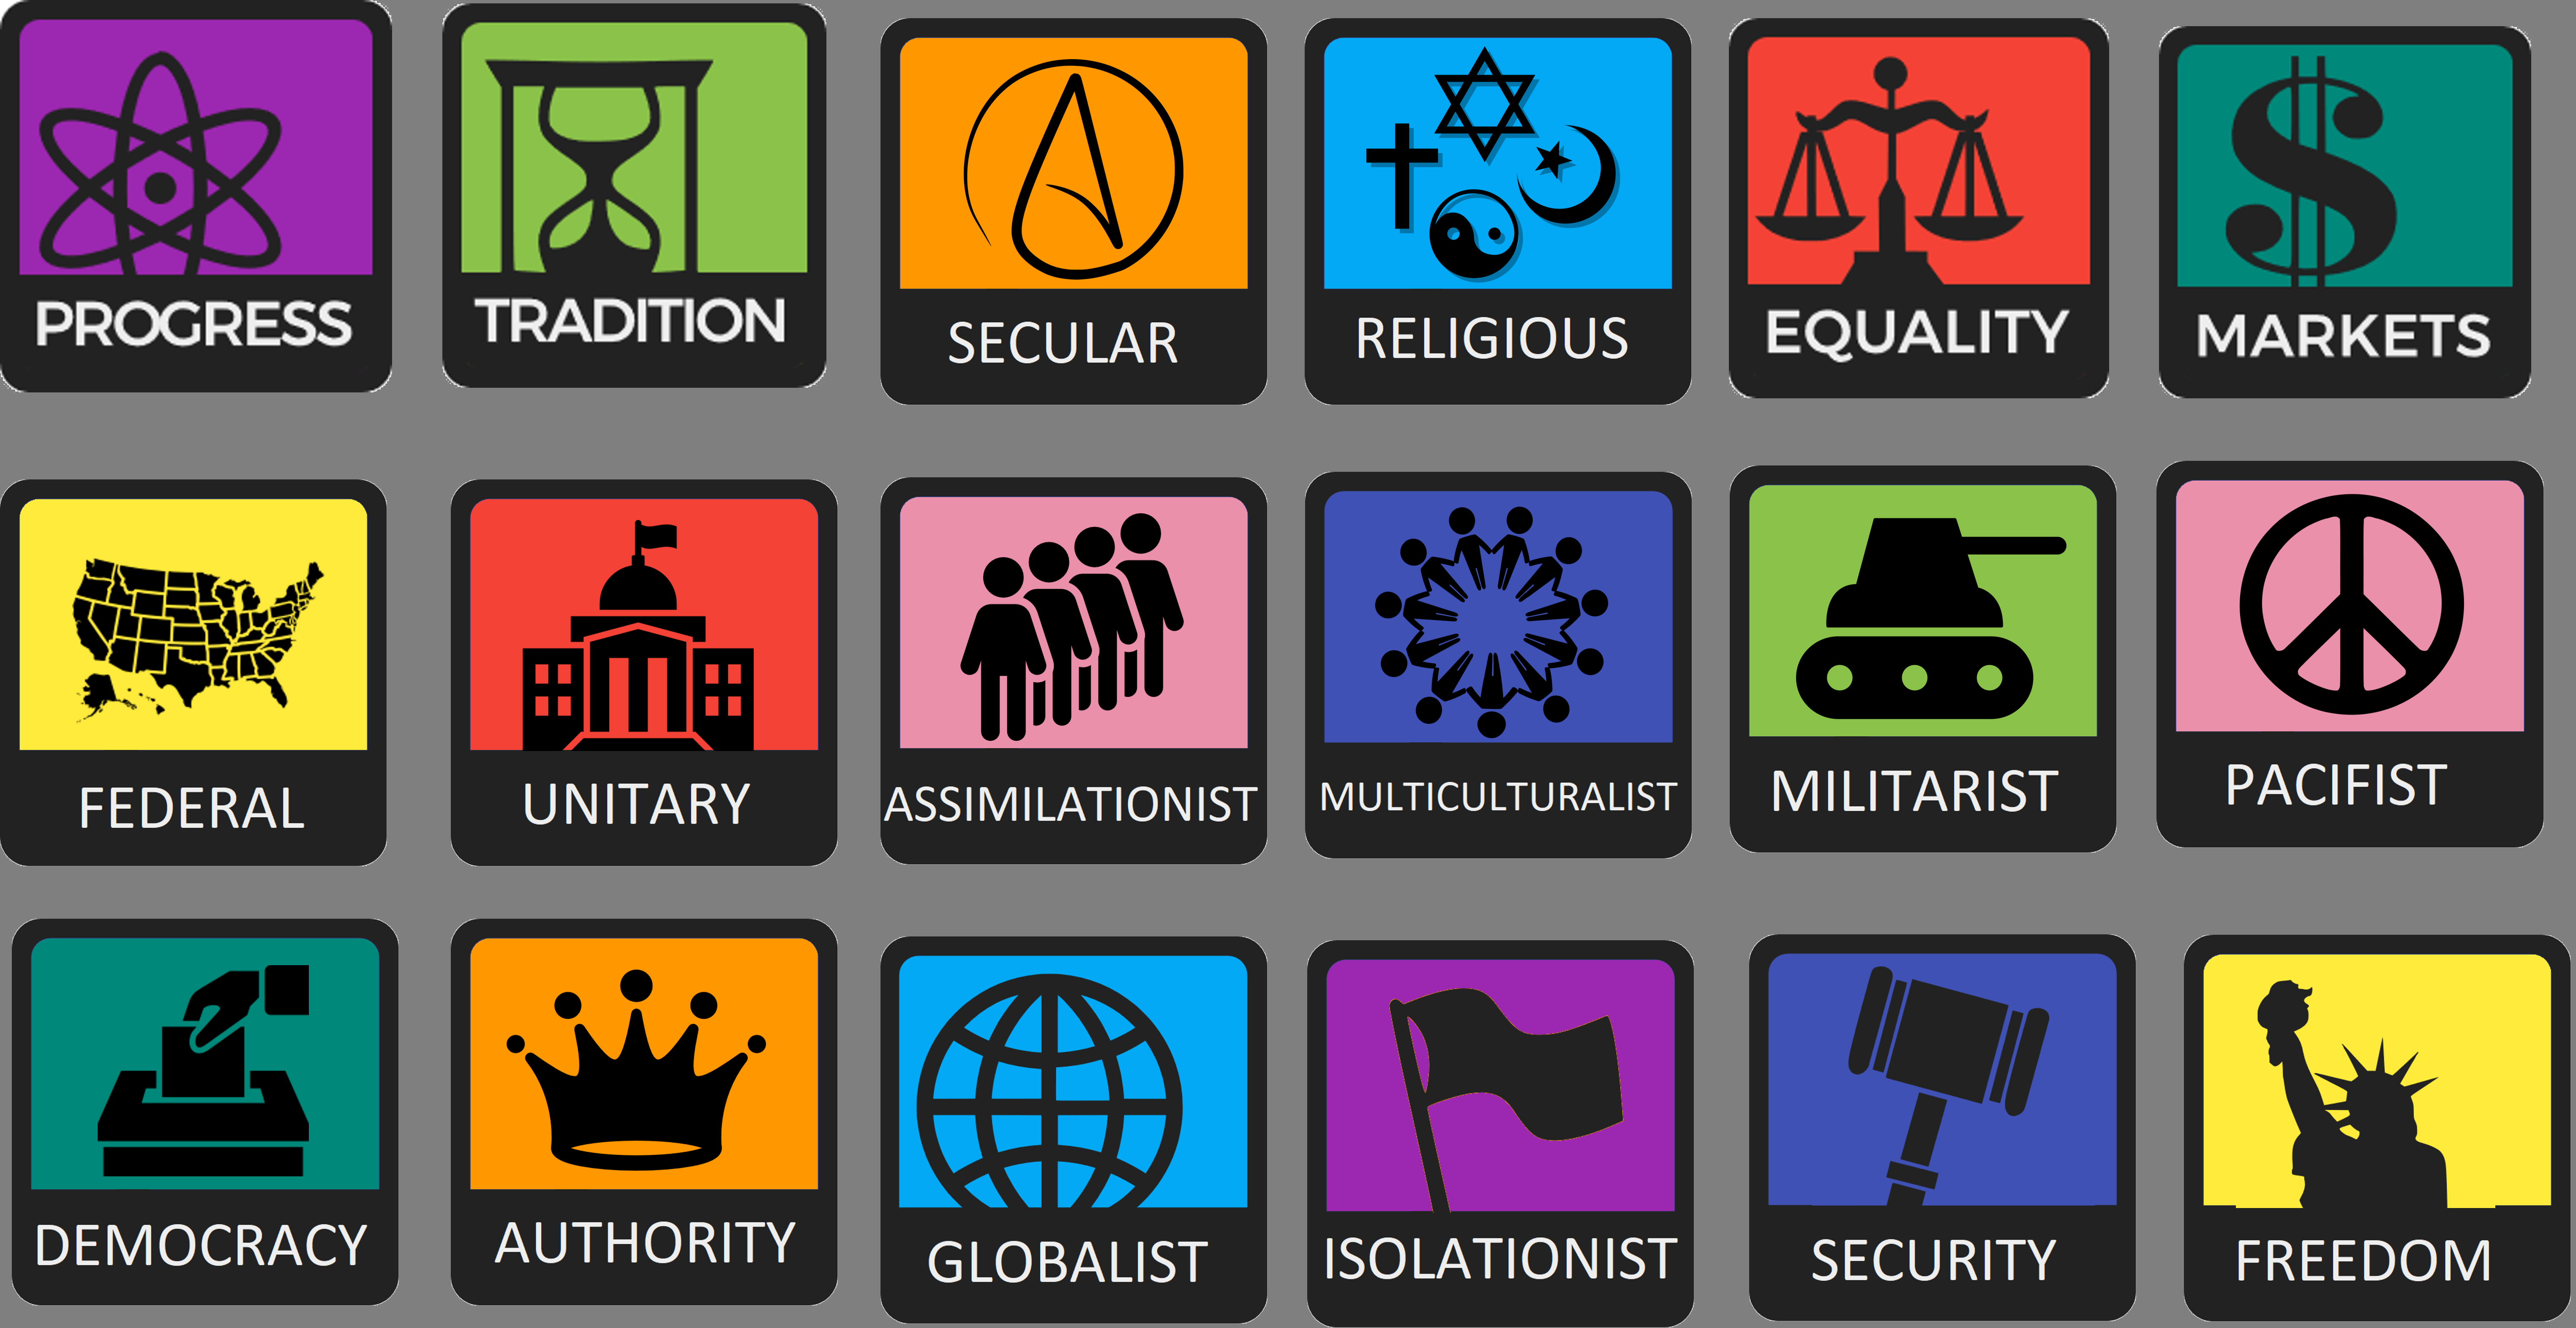 PROGRESS
TRADITION
SECULAR
RELIGIOUS
EQUALITY
MARKETS
FEDERAL
UNITARY
ASSIMILATIONIST
MULTICULTURALIST
MILITARIST
PACIFIST
DEMOCRACY
AUTHORITY
GLOBALIST
ISOLATIONIST
SECURITY
FREEDOM